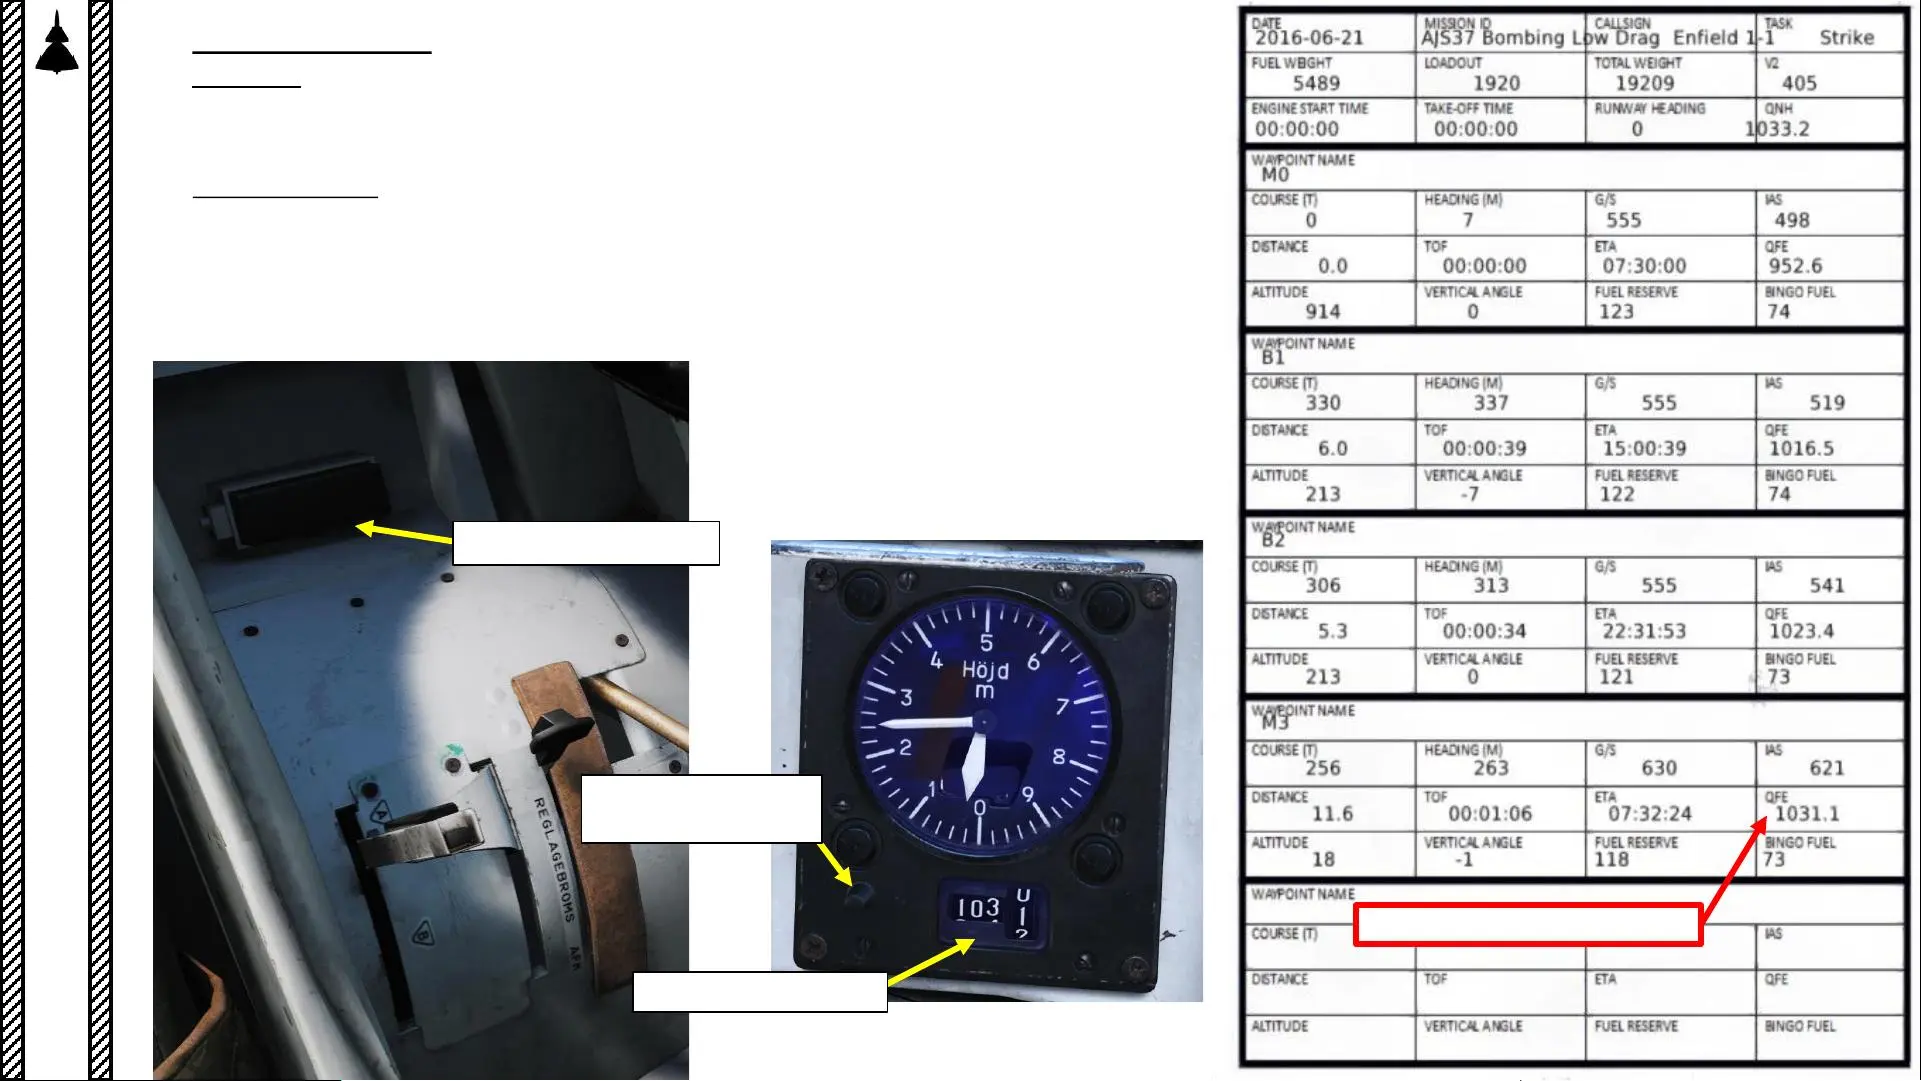 REGLAGEBROMS AFK
A
B
5
4
6
Höjd
m
3
7
2
8
1
9
0
103
0
1
2
DATE MISSION ID CALLSIGN TASK
2016-06-21 AJS37 Bombing Low Drag Enfield 1-1 Strike
FUEL WEIGHT LOADOUT TOTAL WEIGHT V2
5489 1920 19209 405
ENGINE START TIME TAKE-OFF TIME RUNWAY HEADING QNH
00:00:00 00:00:00 0 1033.2
WAYPOINT NAME
M0
COURSE (T) HEADING (M) G/S IAS
0 7 555 498
DISTANCE TOF ETA QFE
0.0 00:00:00 07:30:00 952.6
ALTITUDE VERTICAL ANGLE FUEL RESERVE BINGO FUEL
914 0 123 74
WAYPOINT NAME
B1
COURSE (T) HEADING (M) G/S IAS
330 337 555 519
DISTANCE TOF ETA QFE
6.0 00:00:39 15:00:39 1016.5
ALTITUDE VERTICAL ANGLE FUEL RESERVE BINGO FUEL
213 -7 122 74
WAYPOINT NAME
B2
COURSE (T) HEADING (M) G/S IAS
306 313 555 541
DISTANCE TOF ETA QFE
5.3 00:00:34 22:31:53 1023.4
ALTITUDE VERTICAL ANGLE FUEL RESERVE BINGO FUEL
213 0 121 73
WAYPOINT NAME
M3
COURSE (T) HEADING (M) G/S IAS
256 263 630 621
DISTANCE TOF ETA QFE
11.6 00:01:06 07:32:24 1031.1
ALTITUDE VERTICAL ANGLE FUEL RESERVE BINGO FUEL
18 -1 118 73
WAYPOINT NAME
COURSE (T) IAS
DISTANCE TOF ETA QFE
ALTITUDE VERTICAL ANGLE FUEL RESERVE BINGO FUEL